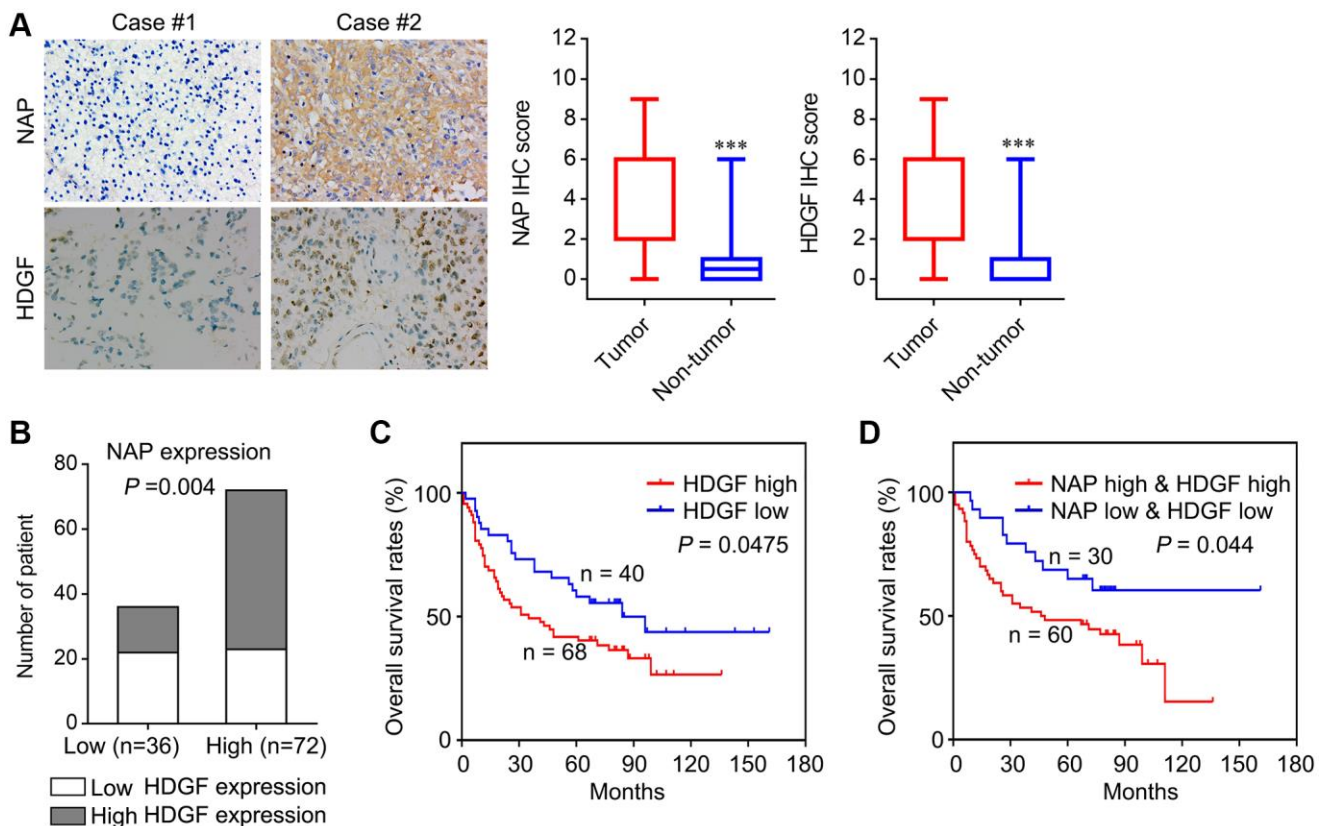 A
Case #1
Case #2
NAP
HDGF
12
10
8
6
4
2
0
NAP IHC score
***
Tumor
Non-tumor
12
10
8
6
4
2
0
HDGF IHC score
***
Tumor
Non-tumor
B
NAP expression
P =0.004
80
60
40
20
0
Number of patient
Low (n=36)
High (n=72)
Low HDGF expression
High HDGF expression
C
HDGF high
HDGF low
P = 0.0475
n = 40
n = 68
100
50
0
Overall survival rates (%)
0 30 60 90 120 150 180
Months
D
NAP high & HDGF high
NAP low & HDGF low
P = 0.044
n = 30
n = 60
100
50
0
Overall survival rates (%)
0 30 60 90 120 150 180
Months